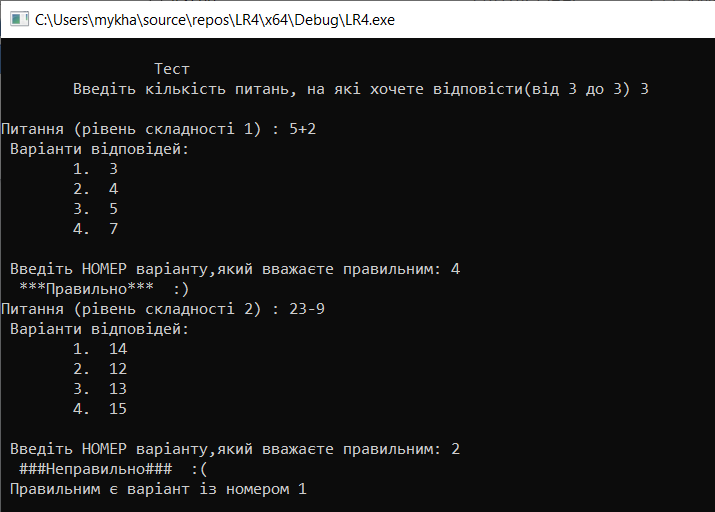 C:\Users\mykha\source\repos\LR4\x64\Debug\LR4.exe
Тест
Введіть кількість питань, на які хочете відповісти(від 3 до 3) 3
Питання (рівень складності 1) : 5+2
Варіанти відповідей:
1. 3
2. 4
3. 5
4. 7
Введіть НОМЕР варіанту,який вважаєте правильним: 4
***Правильно*** :)
Питання (рівень складності 2) : 23-9
Варіанти відповідей:
1. 14
2. 12
3. 13
4. 15
Введіть НОМЕР варіанту,який вважаєте правильним: 2
###Неправильно### :(
Правильним є варіант із номером 1